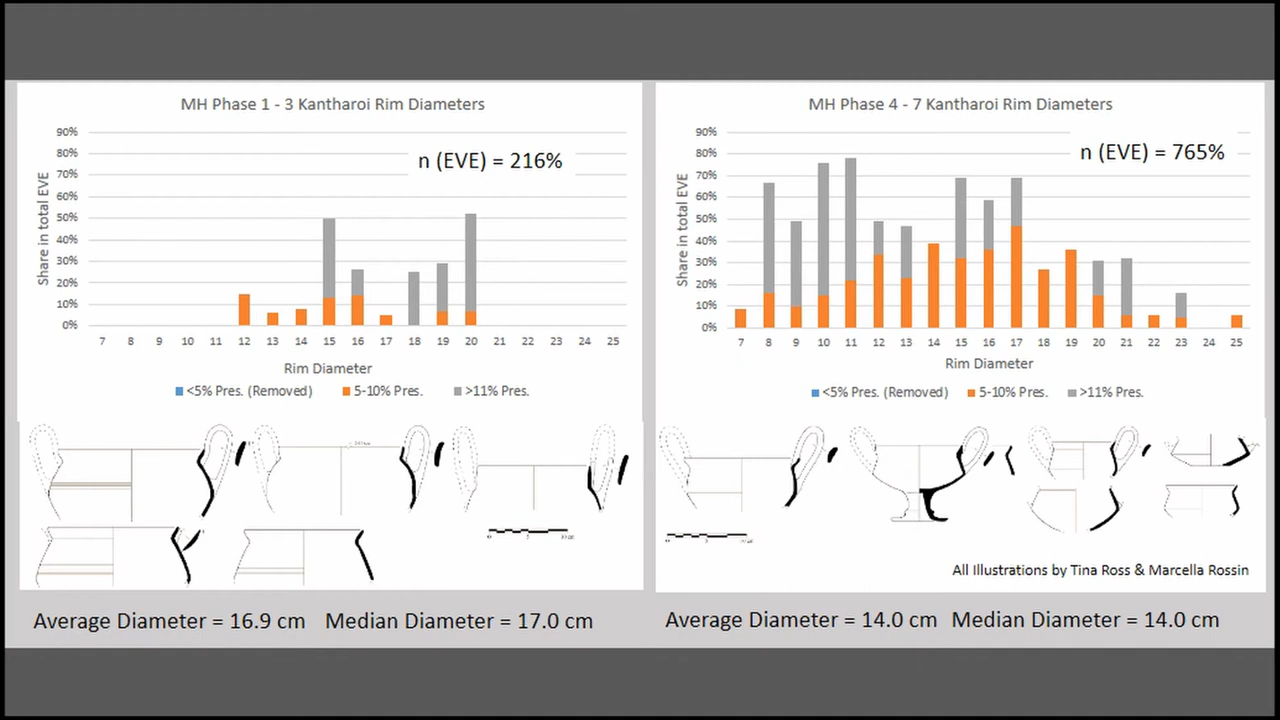 MH Phase 1 - 3 Kantharoi Rim Diameters
n (EVE) = 216%
Share in total EVE
90%
80%
70%
60%
50%
40%
30%
20%
10%
0%
7 8 9 10 11 12 13 14 15 16 17 18 19 20 21 22 23 24 25
Rim Diameter
<5% Pres. (Removed) 5-10% Pres. >11% Pres.
Average Diameter = 16.9 cm Median Diameter = 17.0 cm
MH Phase 4 - 7 Kantharoi Rim Diameters
n (EVE) = 765%
Share in total EVE
90%
80%
70%
60%
50%
40%
30%
20%
10%
0%
7 8 9 10 11 12 13 14 15 16 17 18 19 20 21 22 23 24 25
Rim Diameter
<5% Pres. (Removed) 5-10% Pres. >11% Pres.
All Illustrations by Tina Ross & Marcella Rossin
Average Diameter = 14.0 cm Median Diameter = 14.0 cm